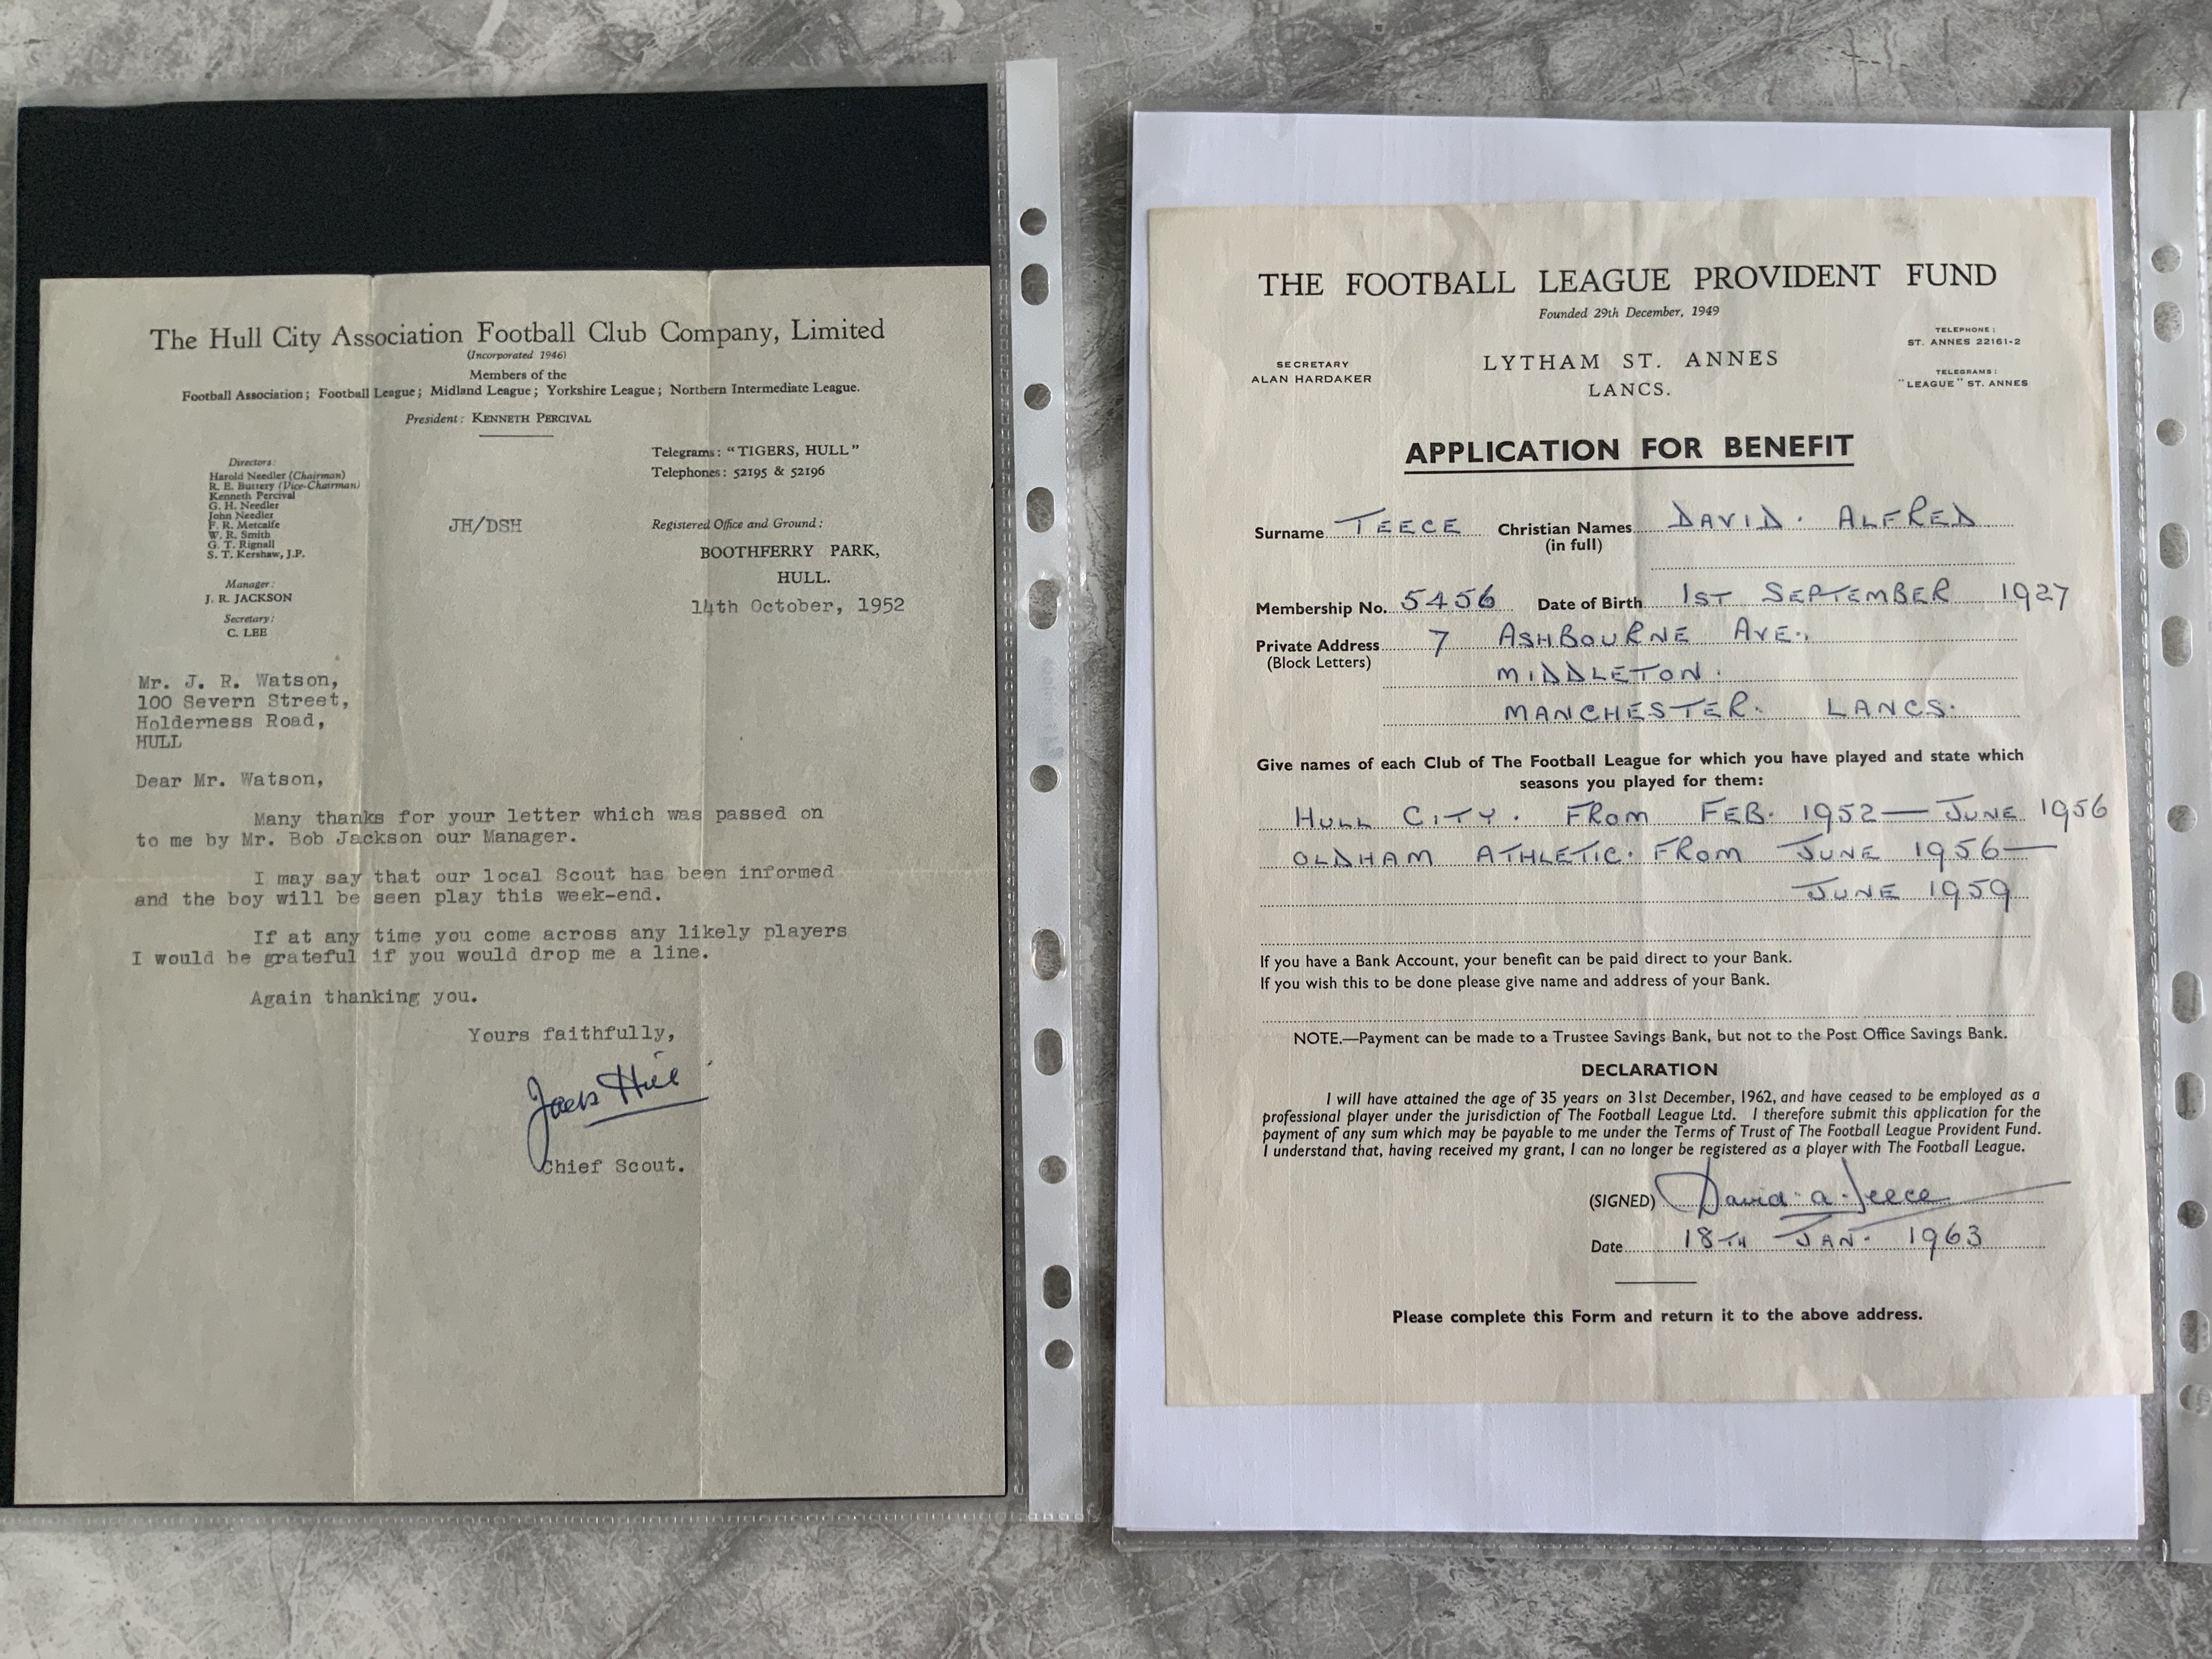 The Hull City Association Football Club Company, Limited
(Incorporated 1946)
Members of the
Football Association; Football League; Midland League; Yorkshire League; Northern Intermediate League.
President: KENNETH PERCIVAL
Directors:
Harold Needler (Chairman)
R. E. Buttery (Vice-Chairman)
Kenneth Percival
G. H. Needler
John Needler
F. R. Metcalfe
W. R. Smith
G. T. Rignall
S. T. Kershaw, J.P.
Manager:
J. R. JACKSON
Secretary:
C. LEE
JH/DSH
Telegrams: "TIGERS, HULL"
Telephones: 52195 & 52196
Registered Office and Ground:
BOOTHFERRY PARK,
HULL.
14th October, 1952
Mr. J. R. Watson,
100 Severn Street,
Holderness Road,
HULL
Dear Mr. Watson,
Many thanks for your letter which was passed on
to me by Mr. Bob Jackson our Manager.
I may say that our local Scout has been informed
and the boy will be seen play this week-end.
If at any time you come across any likely players
I would be grateful if you would drop me a line.
Again thanking you.
Yours faithfully,
Jack Hill
Chief Scout.
THE FOOTBALL LEAGUE PROVIDENT FUND
Founded 29th December, 1949
SECRETARY
ALAN HARDAKER
LYTHAM ST. ANNES
LANCS.
TELEPHONE:
ST. ANNES 22161-2
TELEGRAMS:
"LEAGUE" ST. ANNES
APPLICATION FOR BENEFIT
Surname TEECE Christian Names DAVID. ALFRED
(in full)
Membership No. 5456 Date of Birth 1ST SEPTEMBER 1927
Private Address 7 ASHBOURNE AVE.,
(Block Letters)
MIDDLETON.
MANCHESTER. LANCS.
Give names of each Club of The Football League for which you have played and state which
seasons you played for them:
HULL CITY. FROM FEB. 1952 — JUNE 1956
OLDHAM ATHLETIC. FROM JUNE 1956 —
JUNE 1959
If you have a Bank Account, your benefit can be paid direct to your Bank.
If you wish this to be done please give name and address of your Bank.
NOTE.—Payment can be made to a Trustee Savings Bank, but not to the Post Office Savings Bank.
DECLARATION
I will have attained the age of 35 years on 31st December, 1962, and have ceased to be employed as a
professional player under the jurisdiction of The Football League Ltd. I therefore submit this application for the
payment of any sum which may be payable to me under the Terms of Trust of The Football League Provident Fund.
I understand that, having received my grant, I can no longer be registered as a player with The Football League.
(SIGNED) David. a. Teece
Date 18TH JAN. 1963
Please complete this Form and return it to the above address.